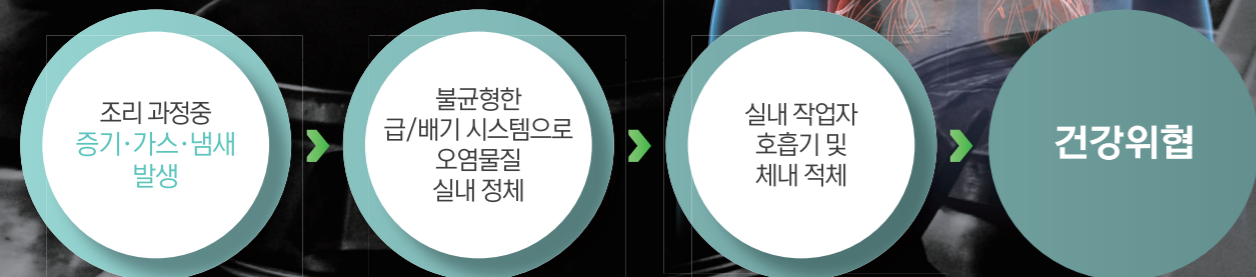 조리 과정중
증기·가스·냄새
발생
불균형한
급/배기 시스템으로
오염물질
실내 정체
실내 작업자
호흡기 및
체내 적체
건강위협